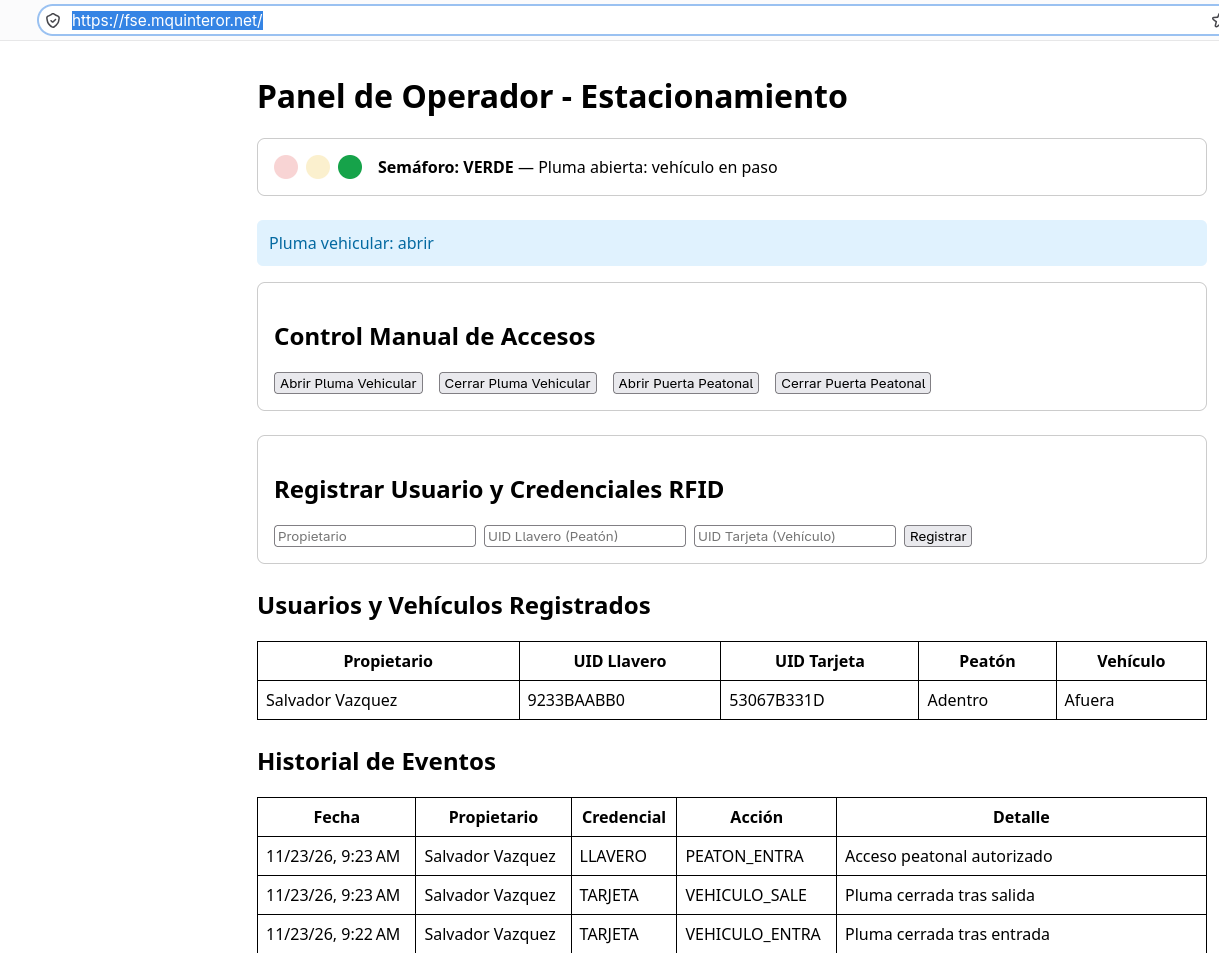 https://fse.mquinteror.net/
Panel de Operador - Estacionamiento
Semáforo: VERDE — Pluma abierta: vehículo en paso
Pluma vehicular: abrir
Control Manual de Accesos
Abrir Pluma Vehicular Cerrar Pluma Vehicular Abrir Puerta Peatonal Cerrar Puerta Peatonal
Registrar Usuario y Credenciales RFID
Propietario UID Llavero (Peatón) UID Tarjeta (Vehículo) Registrar
Usuarios y Vehículos Registrados
Propietario UID Llavero UID Tarjeta Peatón Vehículo
Salvador Vazquez 9233BAABB0 53067B331D Adentro Afuera
Historial de Eventos
Fecha Propietario Credencial Acción Detalle
11/23/26, 9:23 AM Salvador Vazquez LLAVERO PEATON_ENTRA Acceso peatonal autorizado
11/23/26, 9:23 AM Salvador Vazquez TARJETA VEHICULO_SALE Pluma cerrada tras salida
11/23/26, 9:22 AM Salvador Vazquez TARJETA VEHICULO_ENTRA Pluma cerrada tras entrada